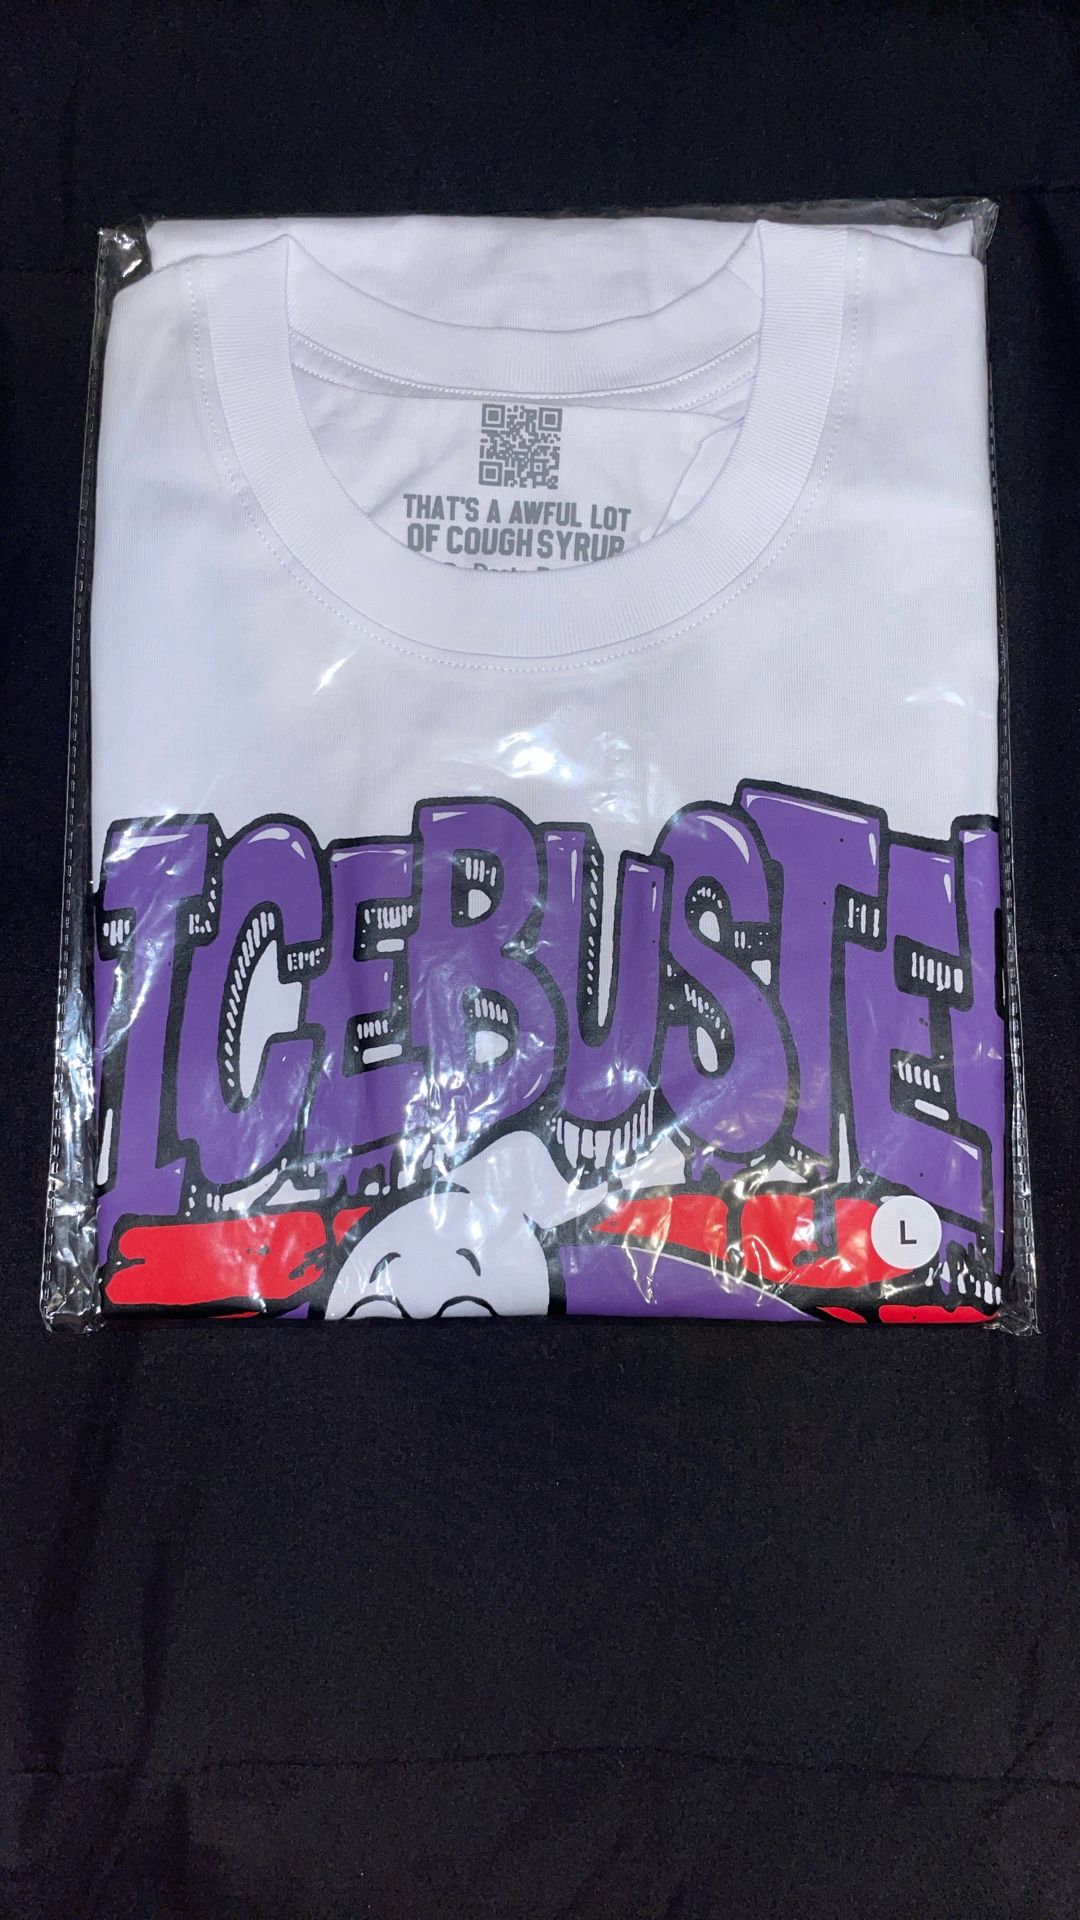 THAT'S A AWFUL LOT
OF COUGH SYRUP
ICEBUSTE
L